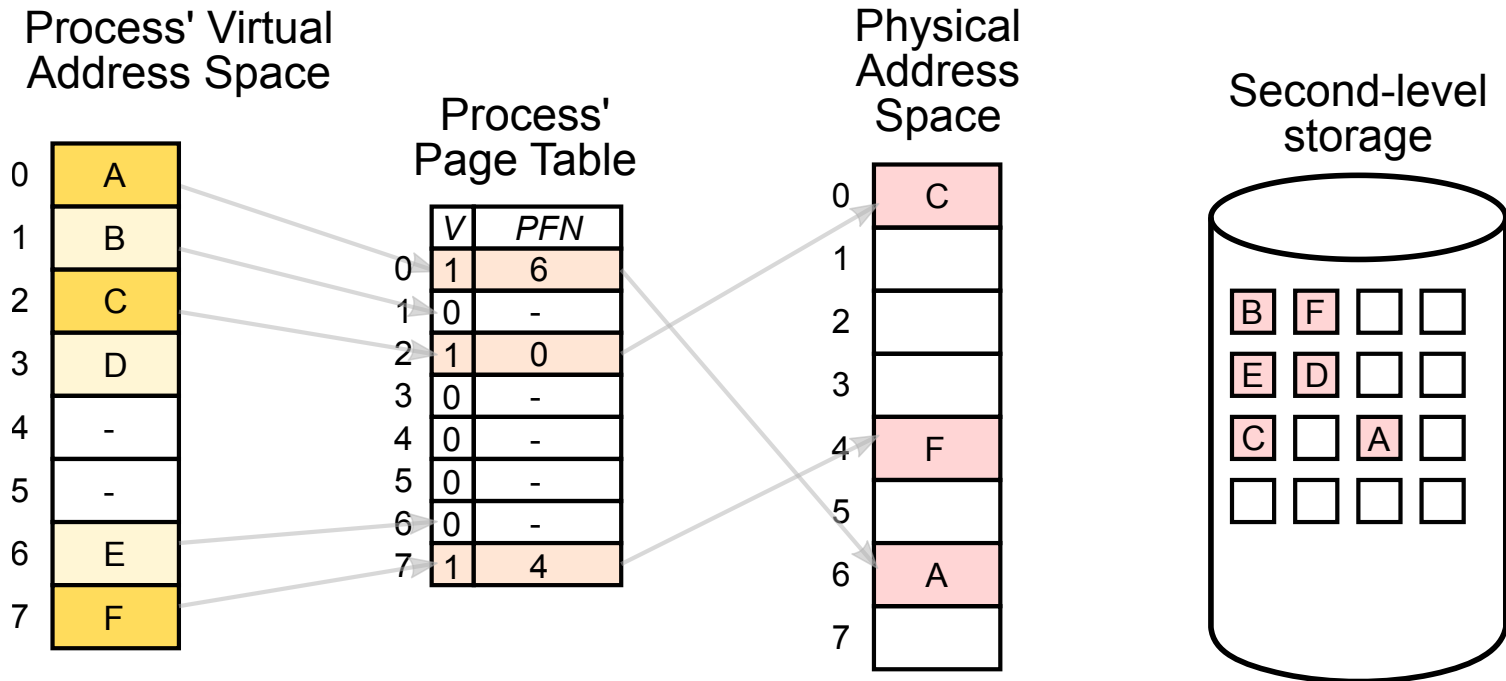 Process' Virtual
Address Space
0 A
1 B
2 C
3 D
4 -
5 -
6 E
7 F
Process'
Page Table
V PFN
0 1 6
1 0 -
2 1 0
3 0 -
4 0 -
5 0 -
6 0 -
7 1 4
Physical
Address
Space
0 C
1
2
3
4 F
5
6 A
7
Second-level
storage
B F
E D
C A